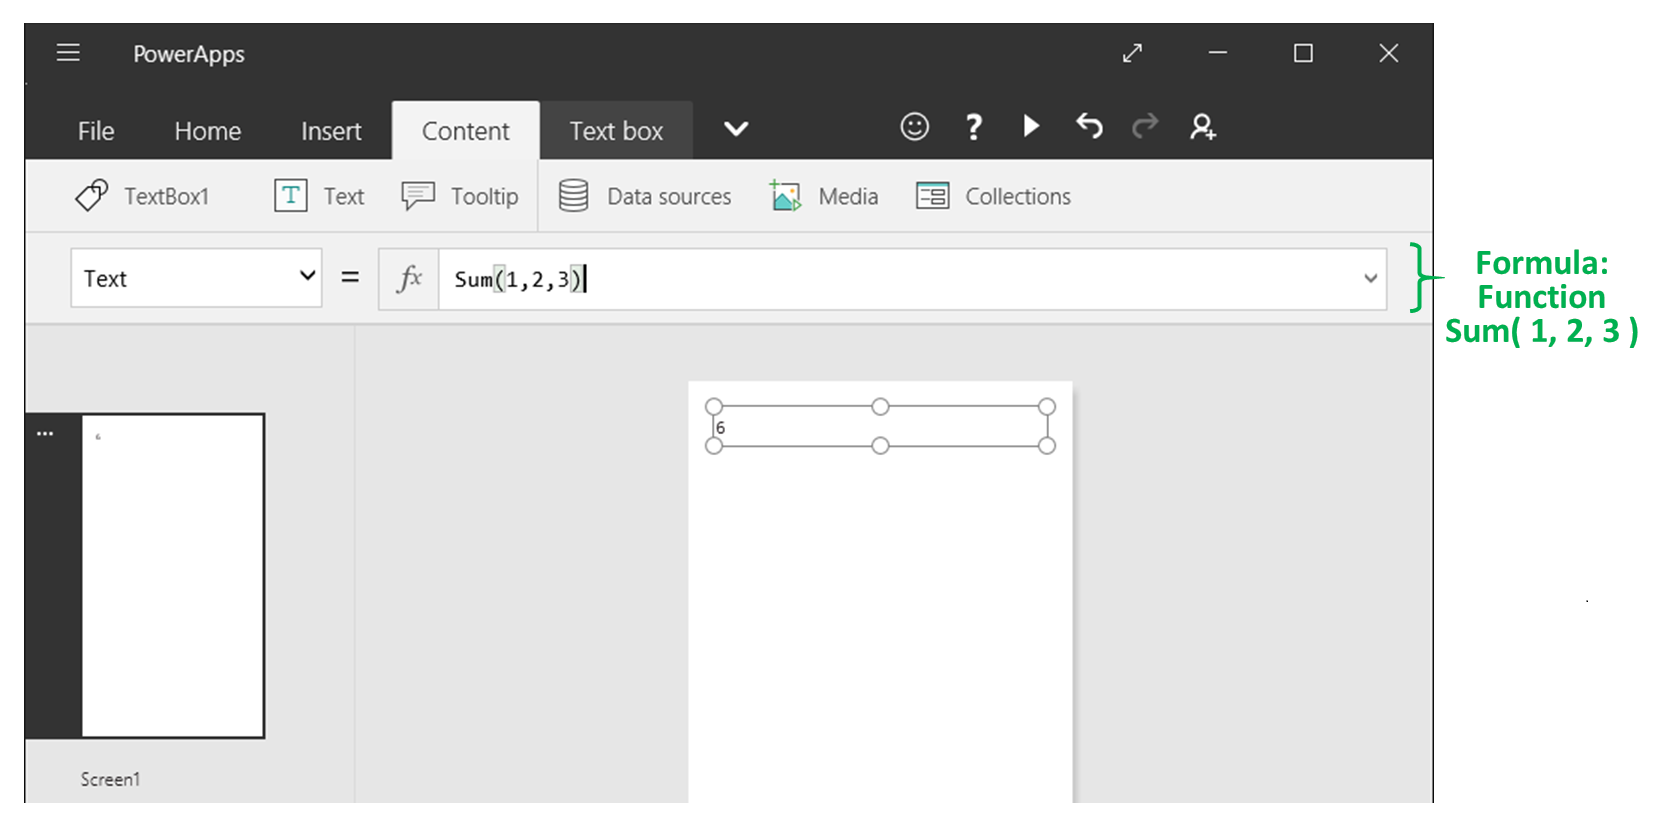 PowerApps
File Home Insert Content Text box ?
TextBox1 T Text Tooltip Data sources Media Collections
Text = fx Sum(1,2,3)
Formula:
Function
Sum( 1, 2, 3 )
6
6
Screen1